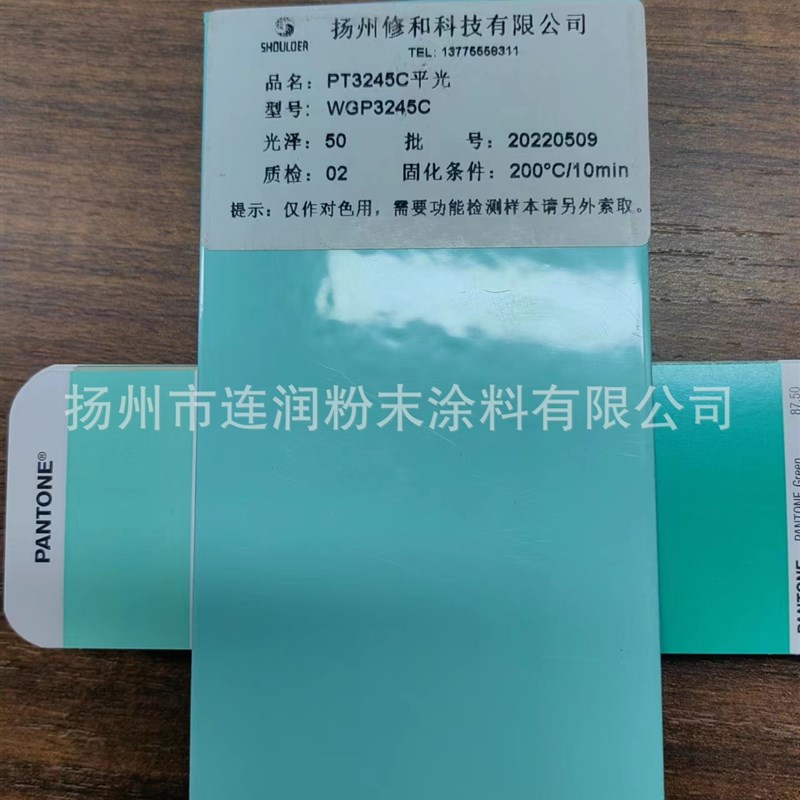 SHOULDER
扬州修和科技有限公司
TEL: 13775558311
品名: PT3245C平光
型号: WGP3245C
光泽: 50 批 号: 20220509
质检: 02 固化条件: 200°C/10min
提示: 仅作对色用, 需要功能检测样本请另外索取。
扬州市连润粉末涂料有限公司
PANTONE®
87.50
PANTONE Green
PANTONE